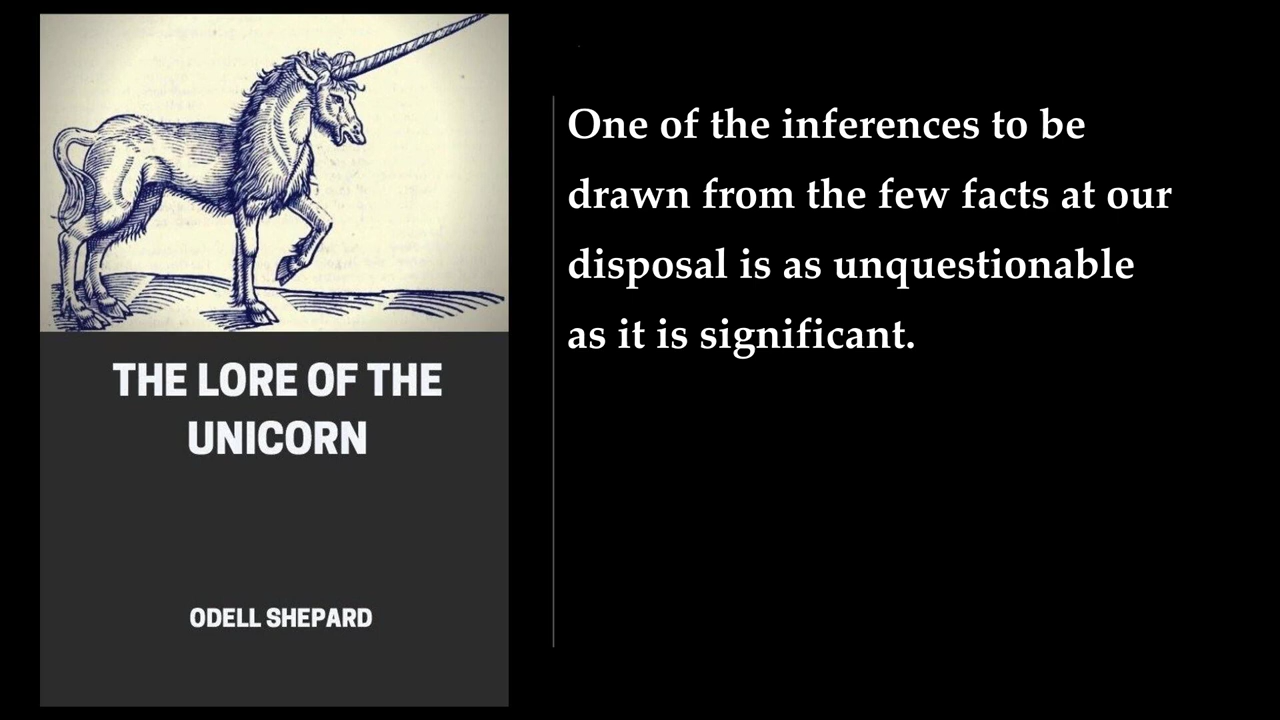 THE LORE OF THE
UNICORN
ODELL SHEPARD
One of the inferences to be
drawn from the few facts at our
disposal is as unquestionable
as it is significant.